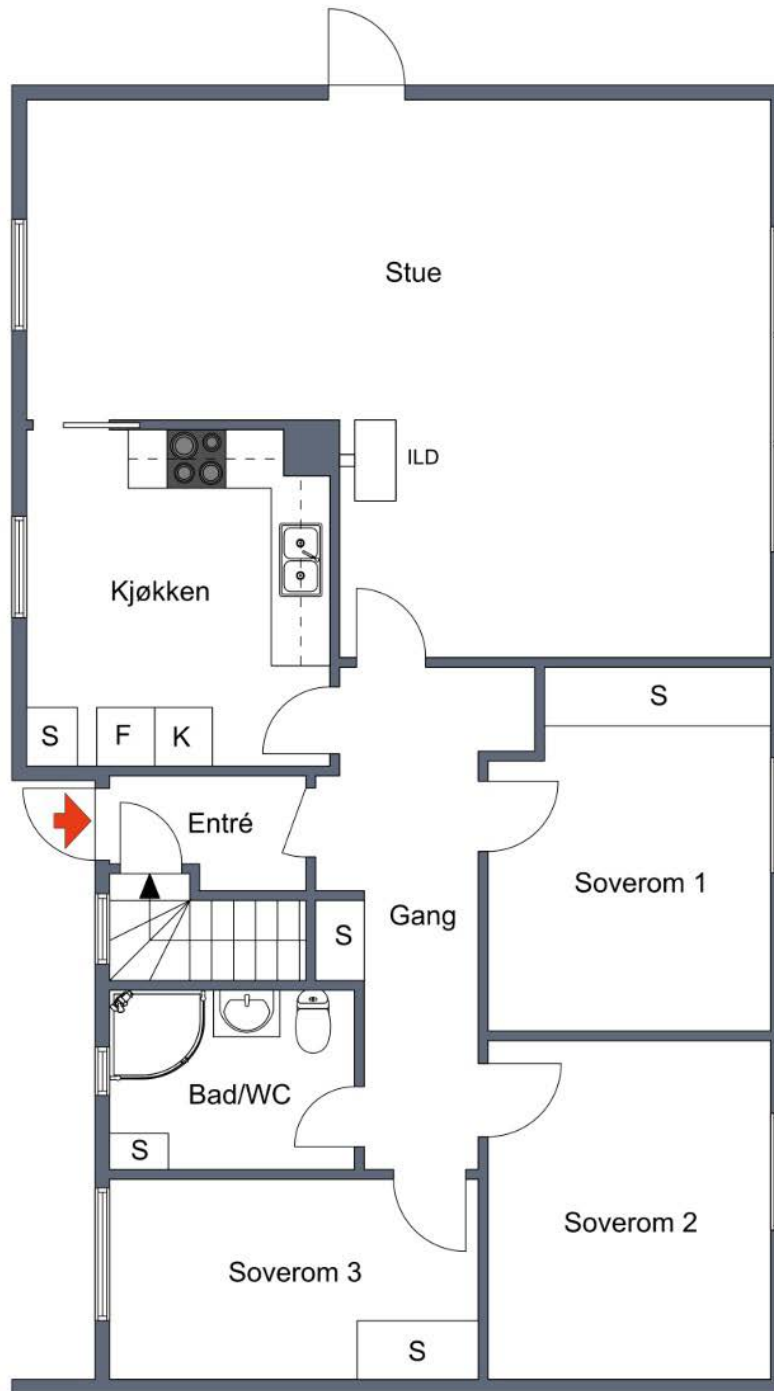 Stue
ILD
Kjøkken
S
F
K
S
Entré
Soverom 1
S
Gang
Bad/WC
S
Soverom 2
Soverom 3
S